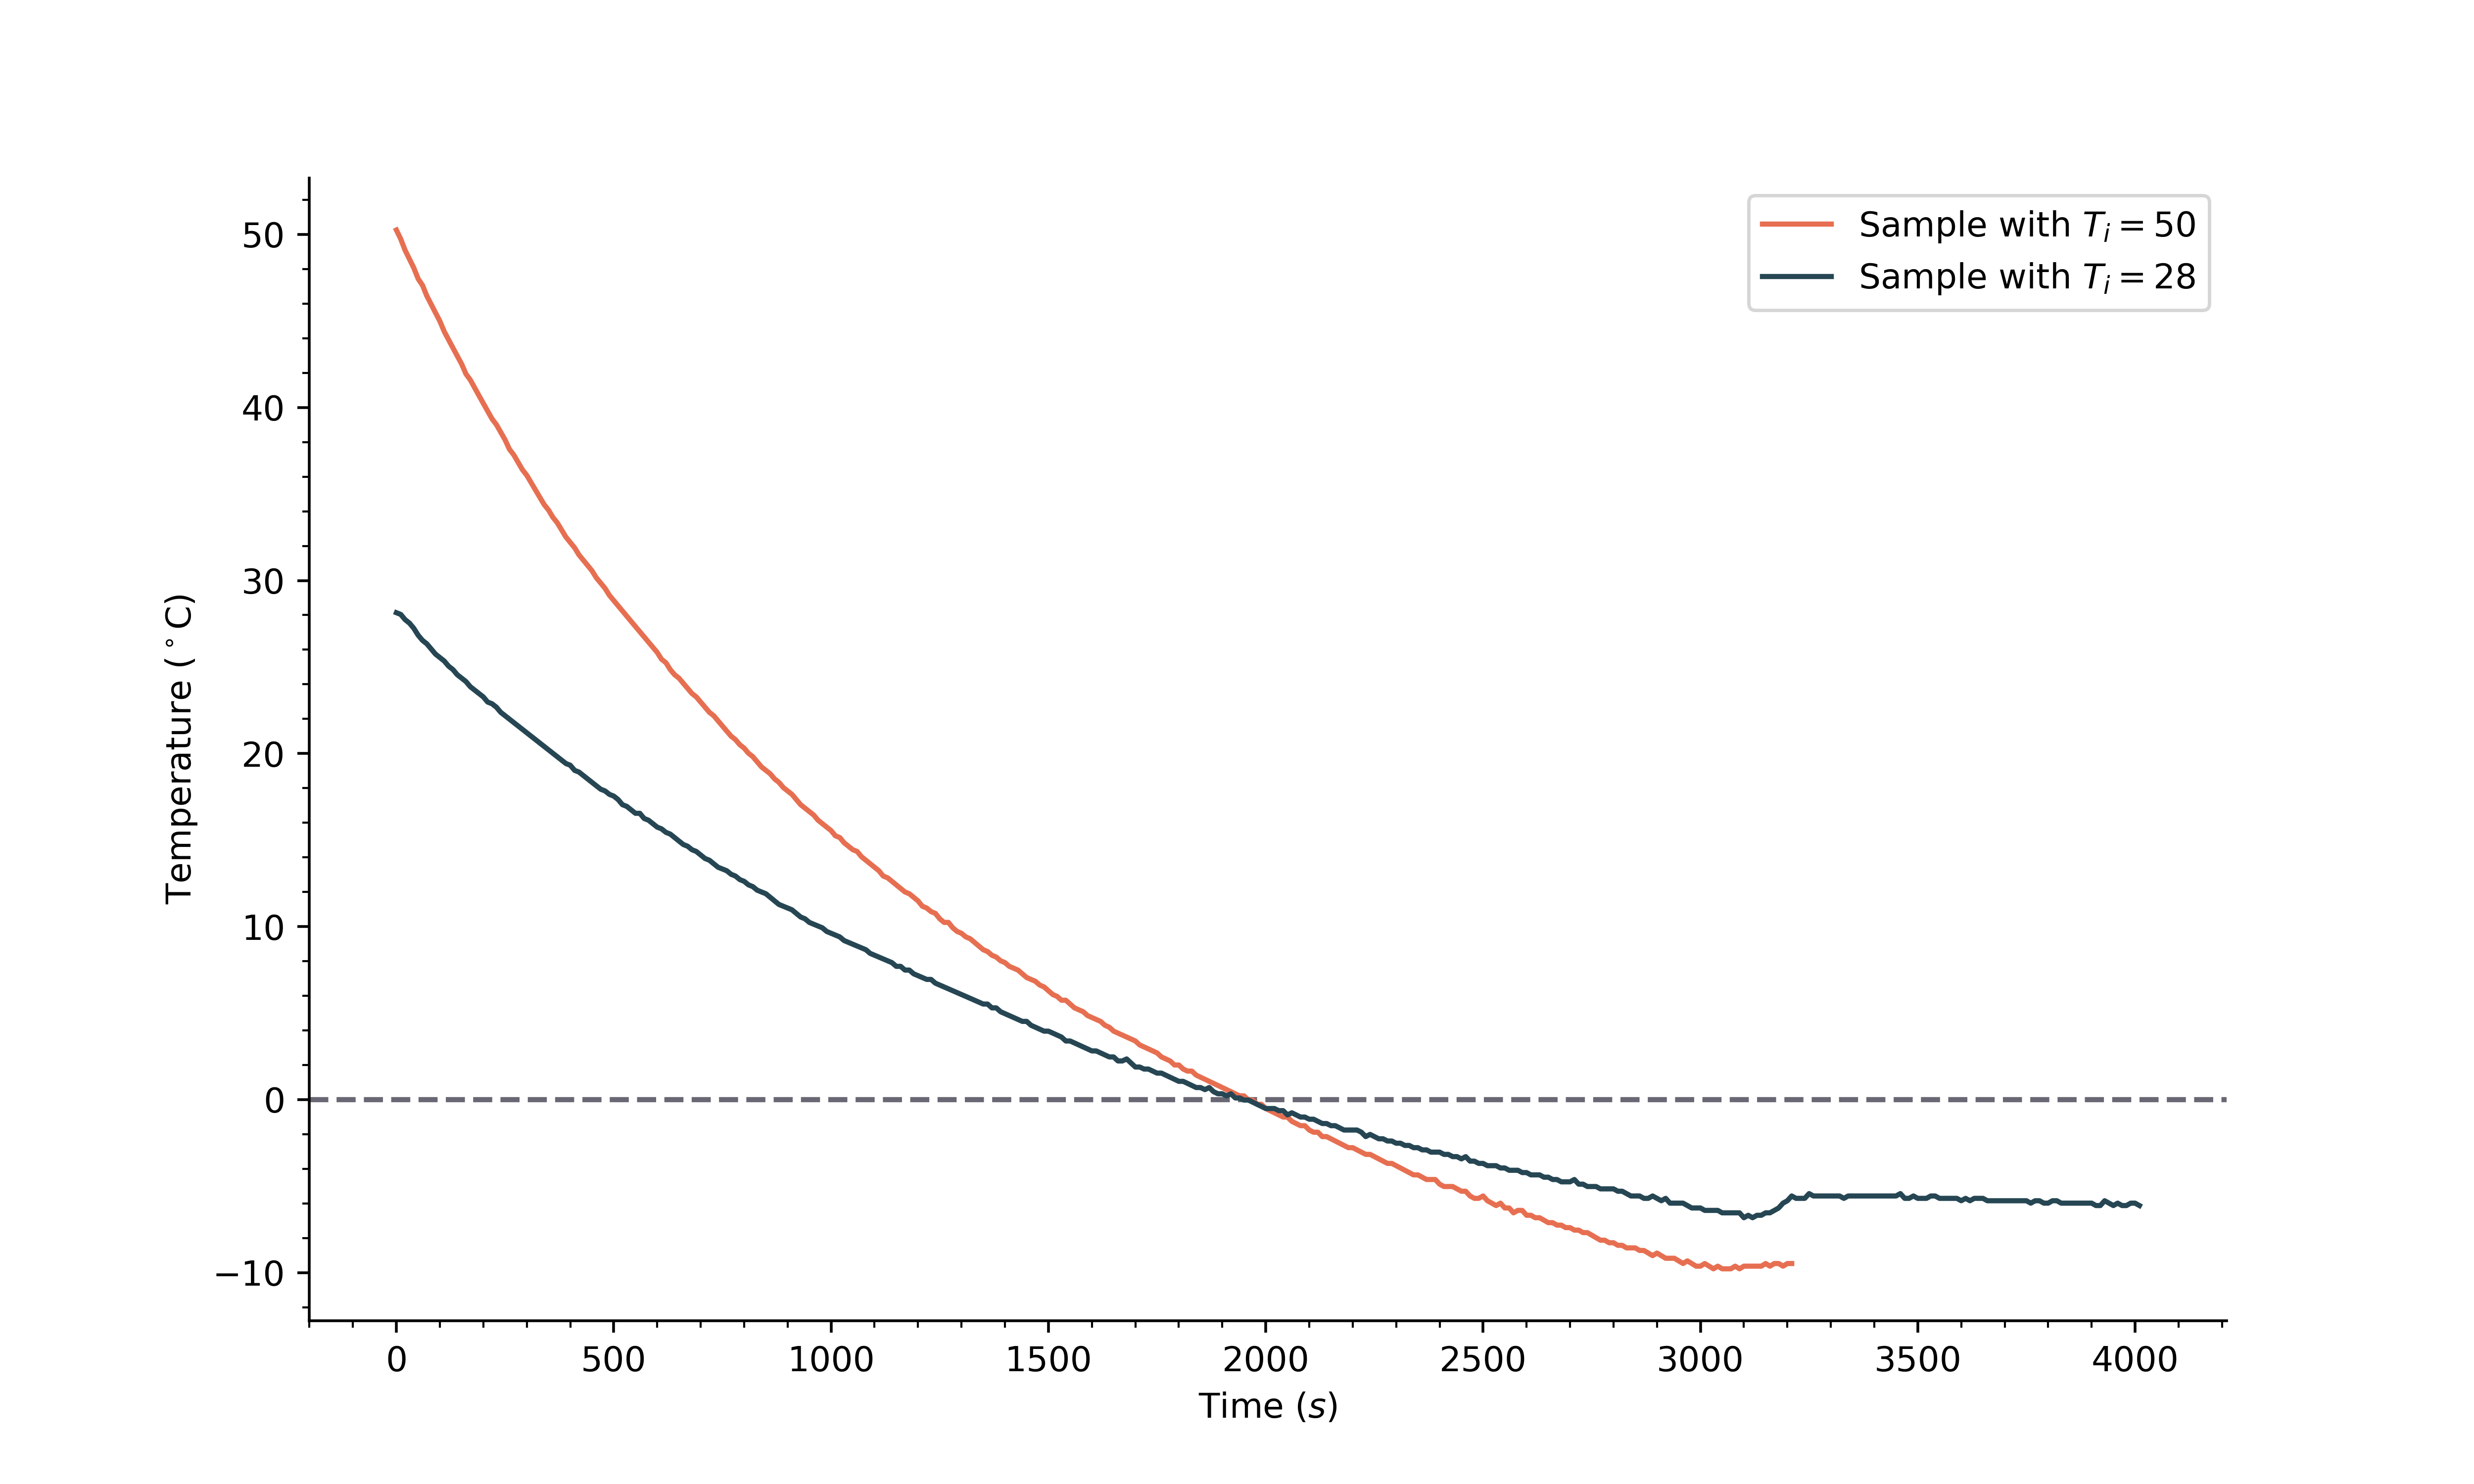 Sample with T_i = 50
Sample with T_i = 28
50
40
30
20
10
0
−10
Temperature (°C)
0 500 1000 1500 2000 2500 3000 3500 4000
Time (s)